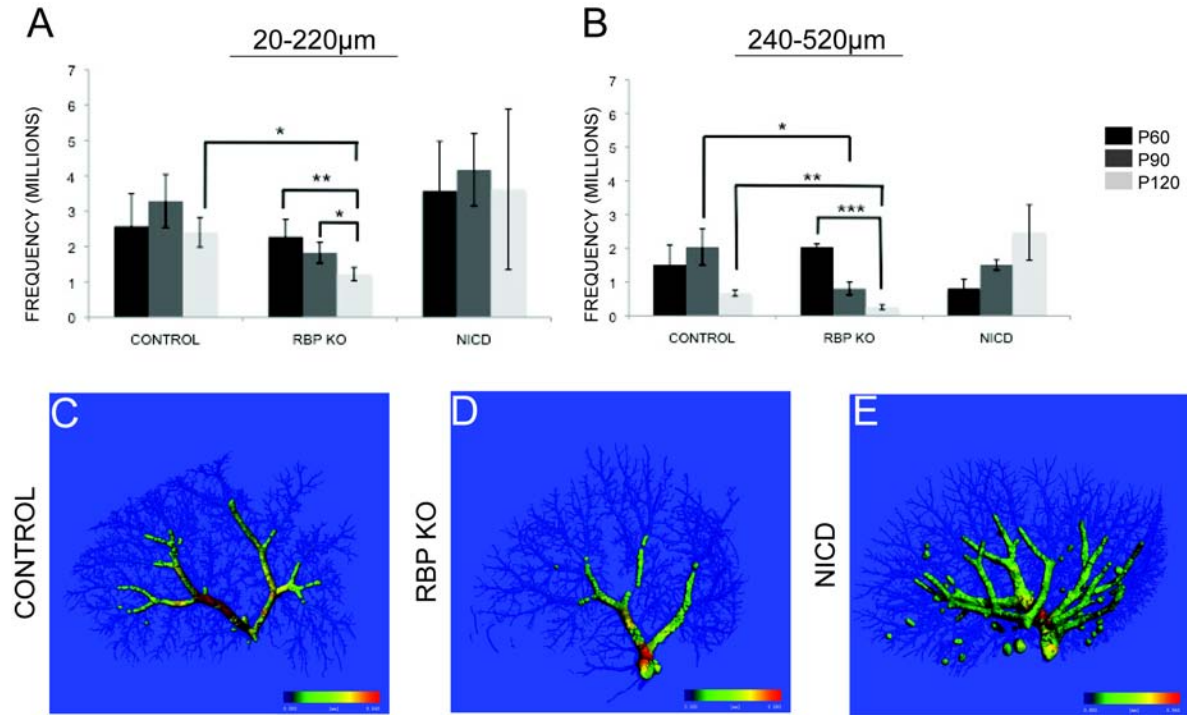 A
20-220µm
FREQUENCY (MILLIONS)
7
6
5
4
3
2
1
0
*
**
*
CONTROL
RBP KO
NICD
B
240-520µm
FREQUENCY (MILLIONS)
7
6
5
4
3
2
1
0
*
**
***
CONTROL
RBP KO
NICD
P60
P90
P120
C
CONTROL
D
RBP KO
E
NICD